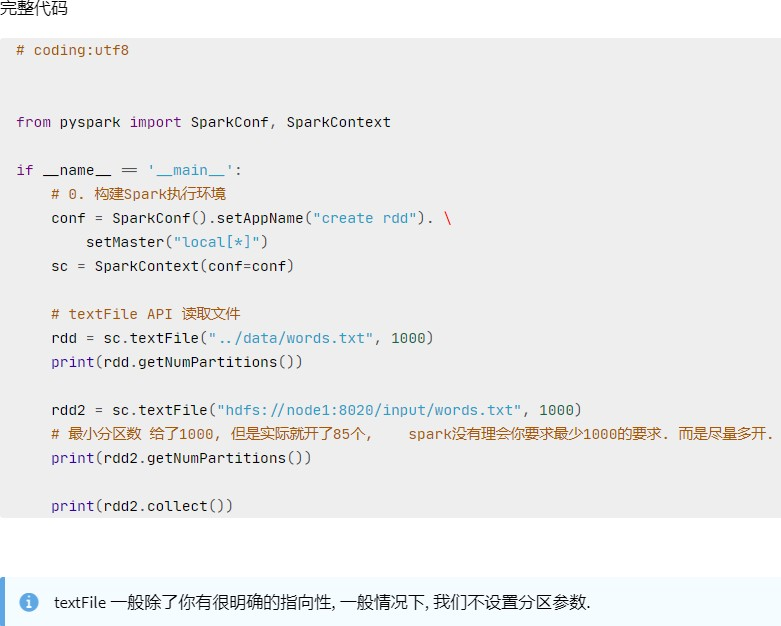 完整代码
# coding:utf8
from pyspark import SparkConf, SparkContext
if __name__ == '__main__':
# 0. 构建Spark执行环境
conf = SparkConf().setAppName("create rdd"). \
setMaster("local[*]")
sc = SparkContext(conf=conf)
# textFile API 读取文件
rdd = sc.textFile("../data/words.txt", 1000)
print(rdd.getNumPartitions())
rdd2 = sc.textFile("hdfs://node1:8020/input/words.txt", 1000)
# 最小分区数 给了1000, 但是实际就开了85个, spark没有理会你要求最少1000的要求. 而是尽量多开.
print(rdd2.getNumPartitions())
print(rdd2.collect())
textFile 一般除了你有很明确的指向性, 一般情况下, 我们不设置分区参数.